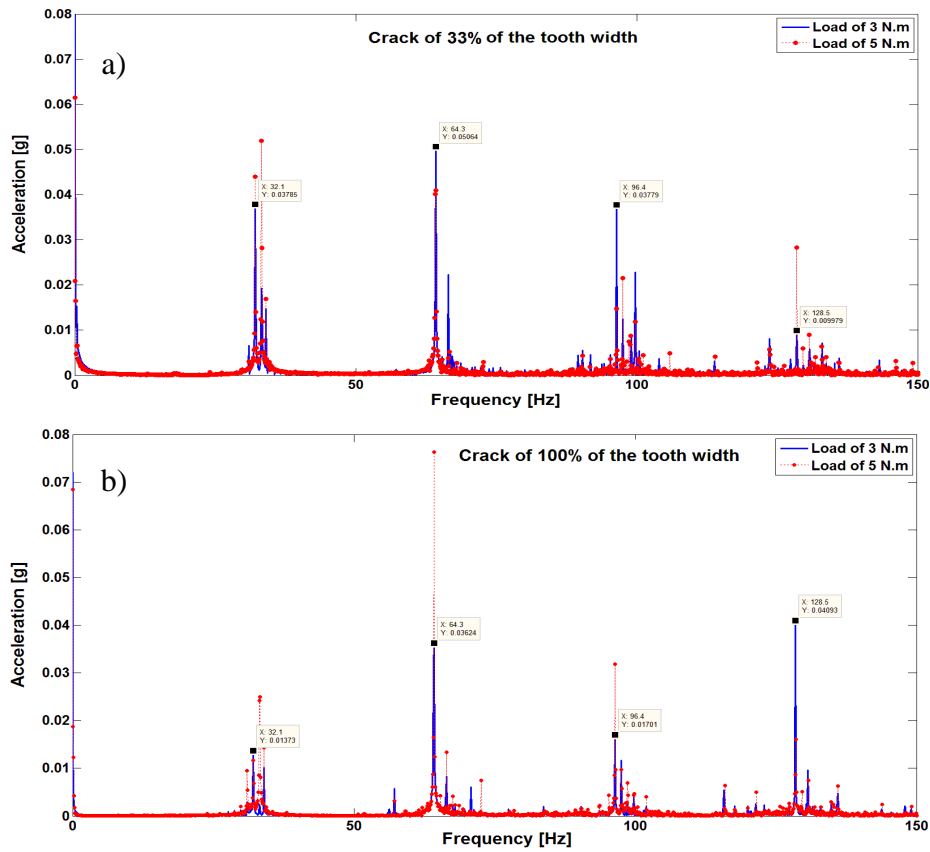 a)
Crack of 33% of the tooth width
Load of 3 N.m
Load of 5 N.m
Acceleration [g]
0.08
0.07
0.06
0.05
0.04
0.03
0.02
0.01
0
X: 32.1
Y: 0.03785
X: 64.3
Y: 0.05064
X: 96.4
Y: 0.03779
X: 128.5
Y: 0.009979
0
50
100
150
Frequency [Hz]
b)
Crack of 100% of the tooth width
Load of 3 N.m
Load of 5 N.m
Acceleration [g]
0.08
0.07
0.06
0.05
0.04
0.03
0.02
0.01
0
X: 32.1
Y: 0.01373
X: 64.3
Y: 0.03624
X: 96.4
Y: 0.01701
X: 128.5
Y: 0.04093
0
50
100
150
Frequency [Hz]